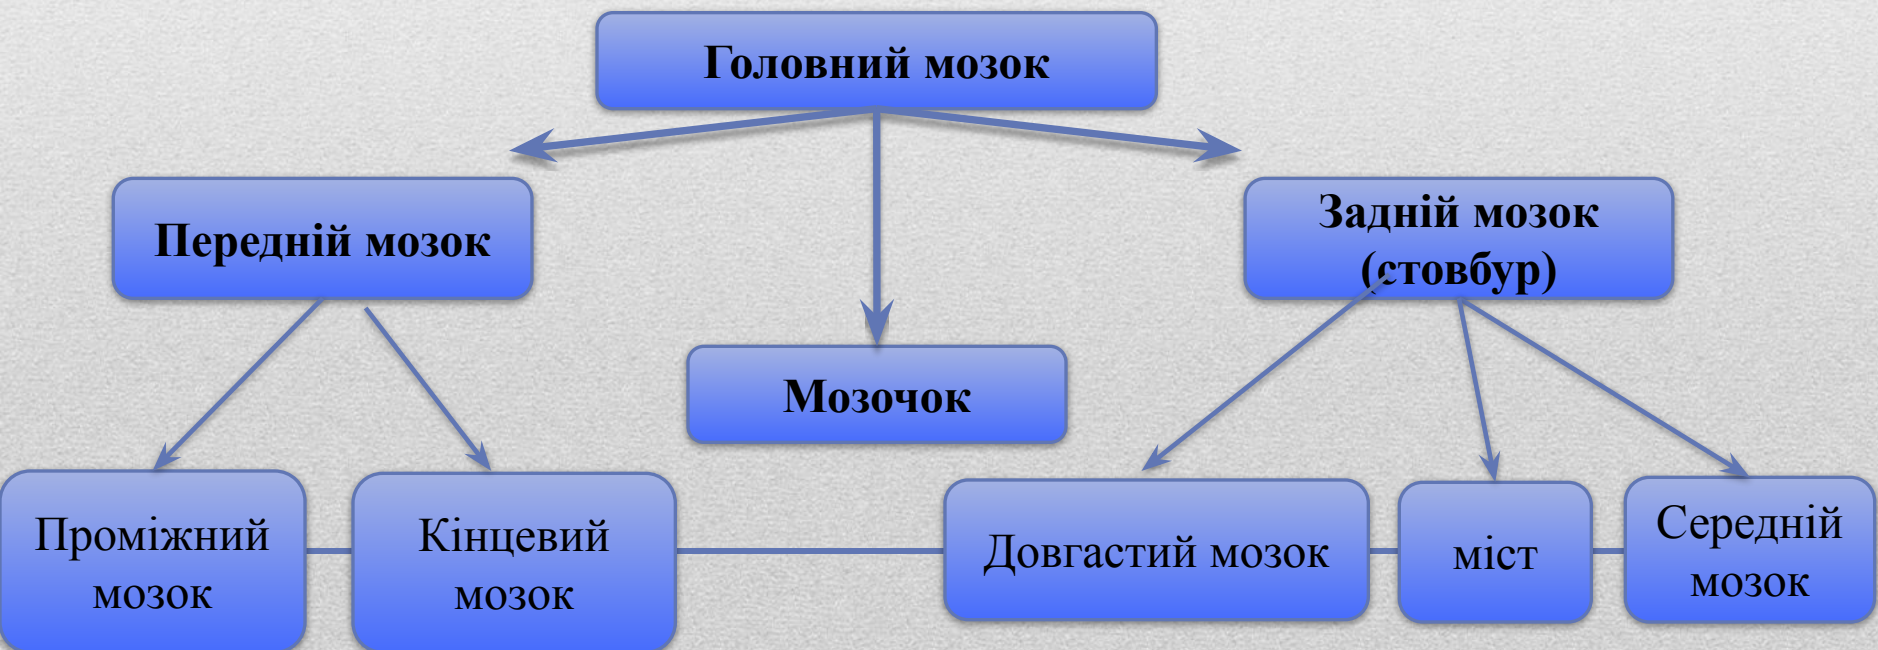 Головний мозок
Передній мозок
Задній мозок
(стовбур)
Мозочок
Проміжний
мозок
Кінцевий
мозок
Довгастий мозок
міст
Середній
мозок